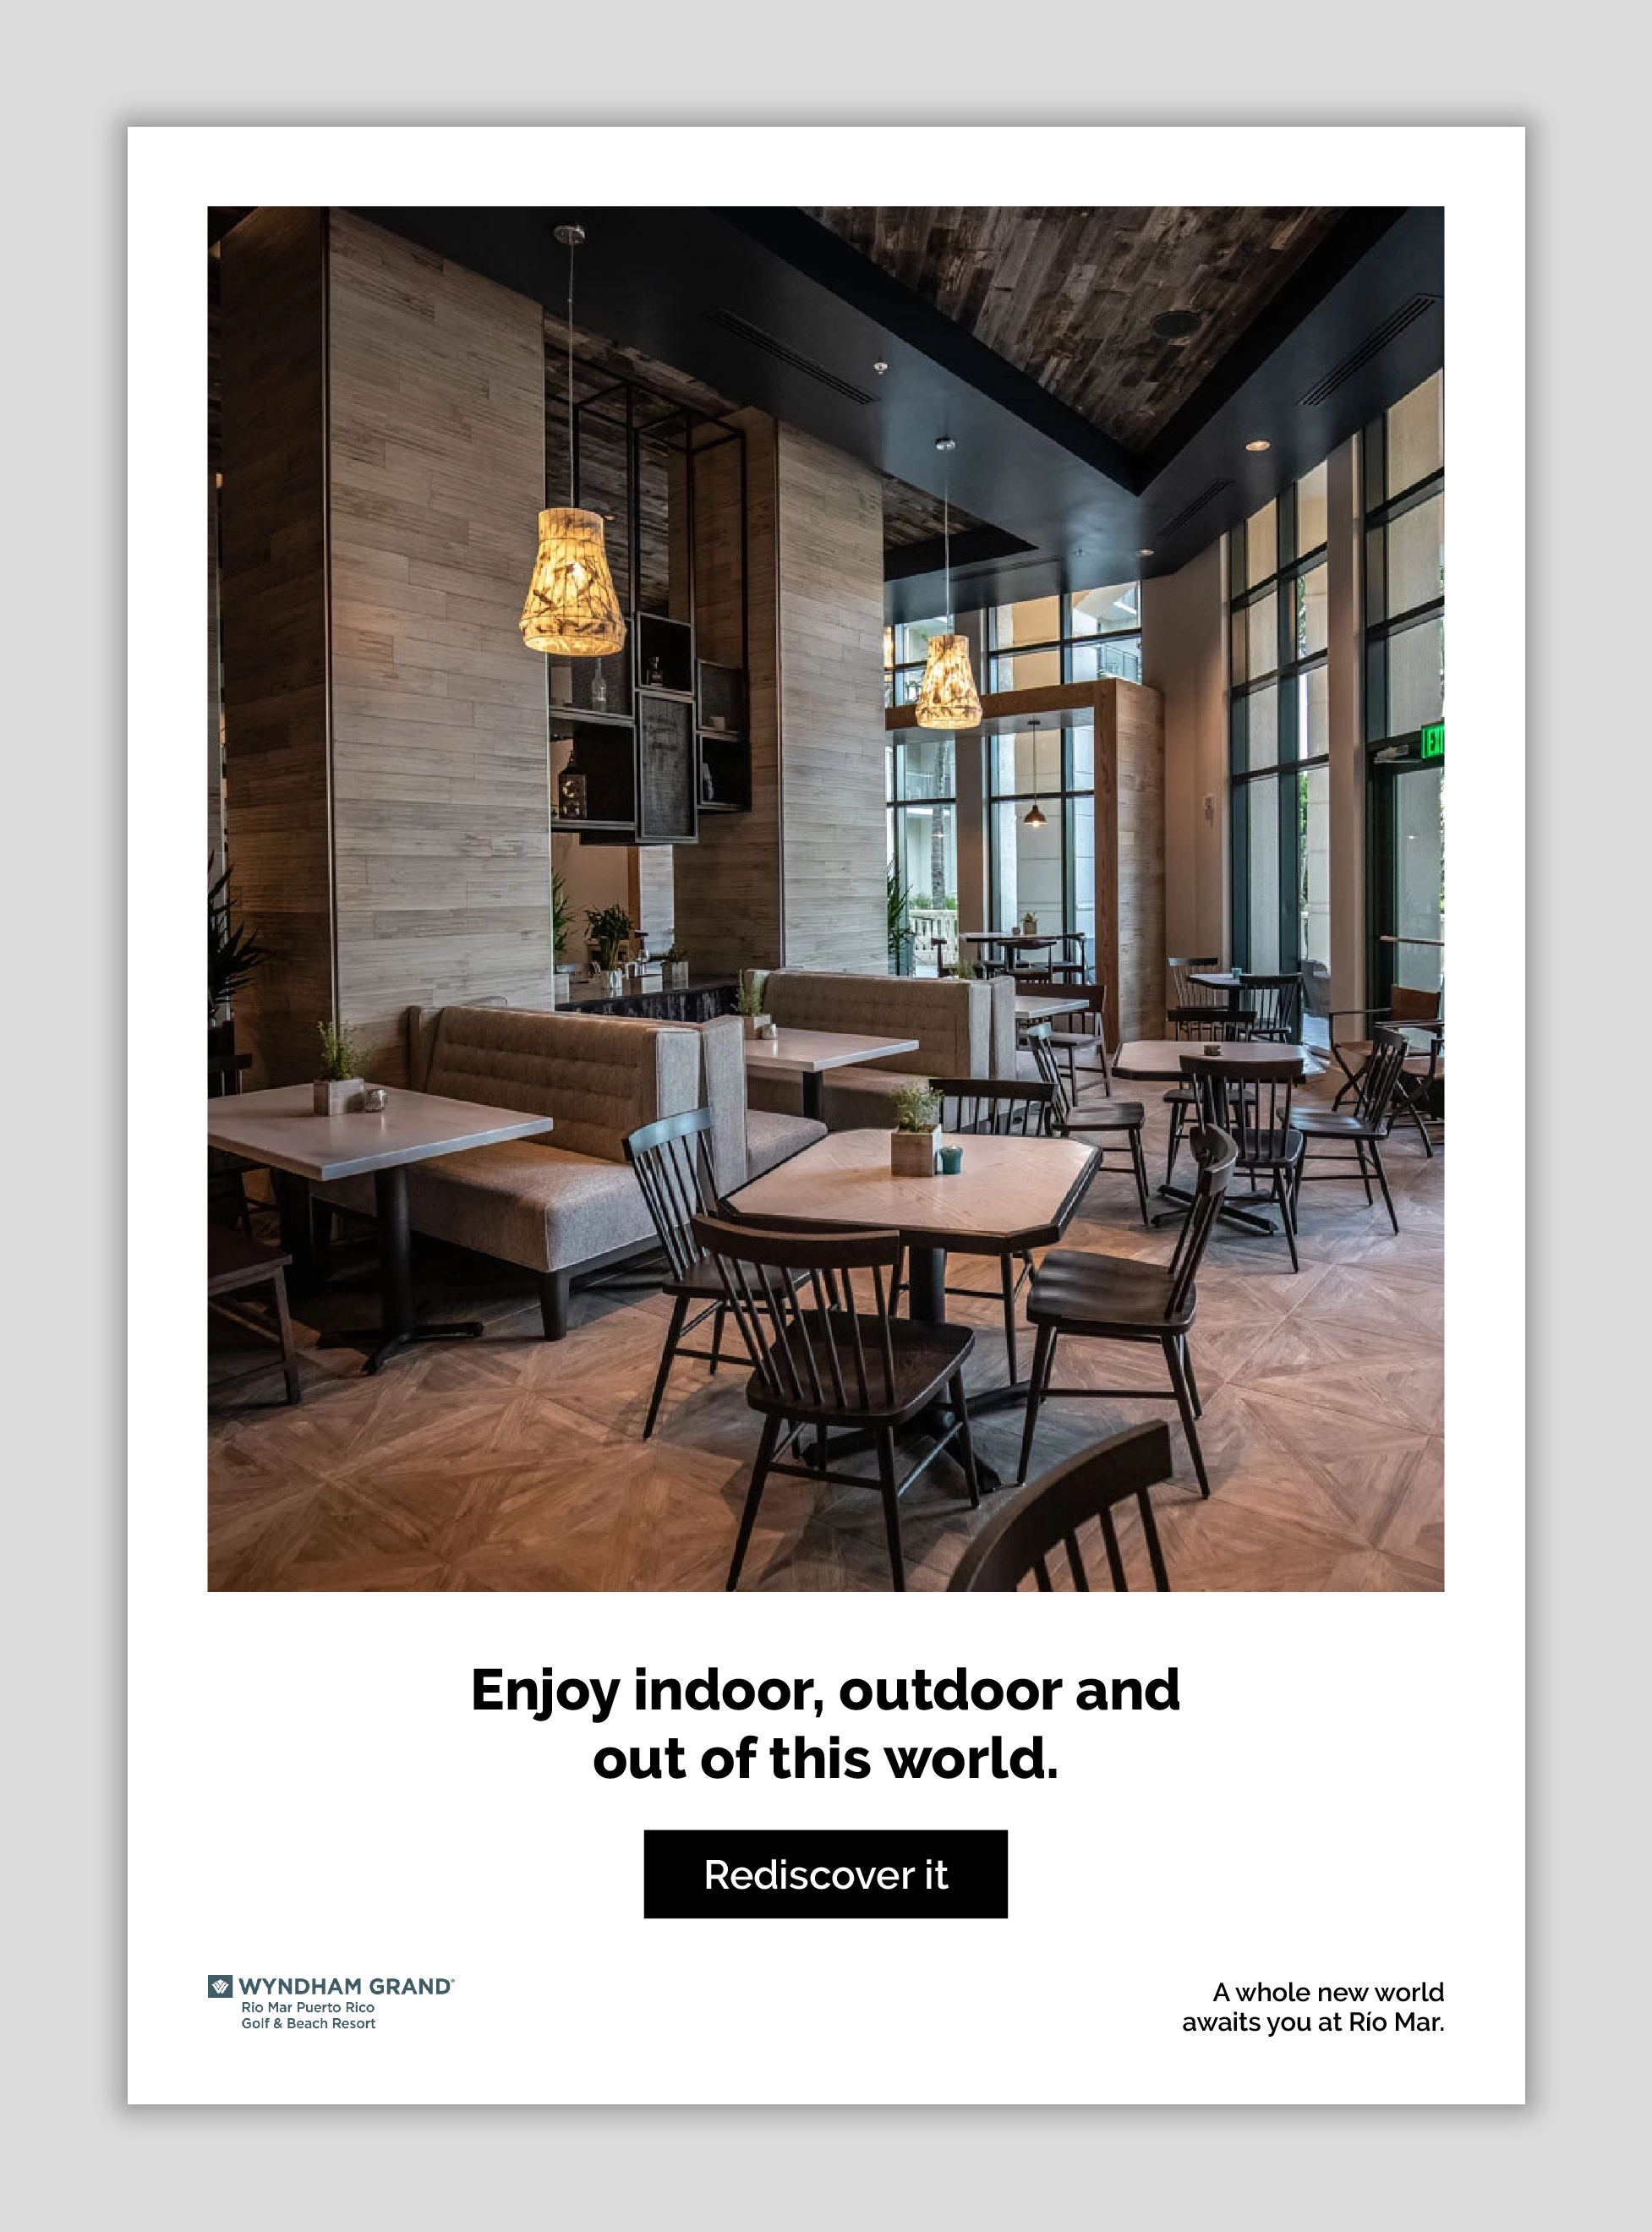 Enjoy indoor, outdoor and
out of this world.
Rediscover it
WYNDHAM GRAND®
Rio Mar Puerto Rico
Golf & Beach Resort
A whole new world
awaits you at Río Mar.